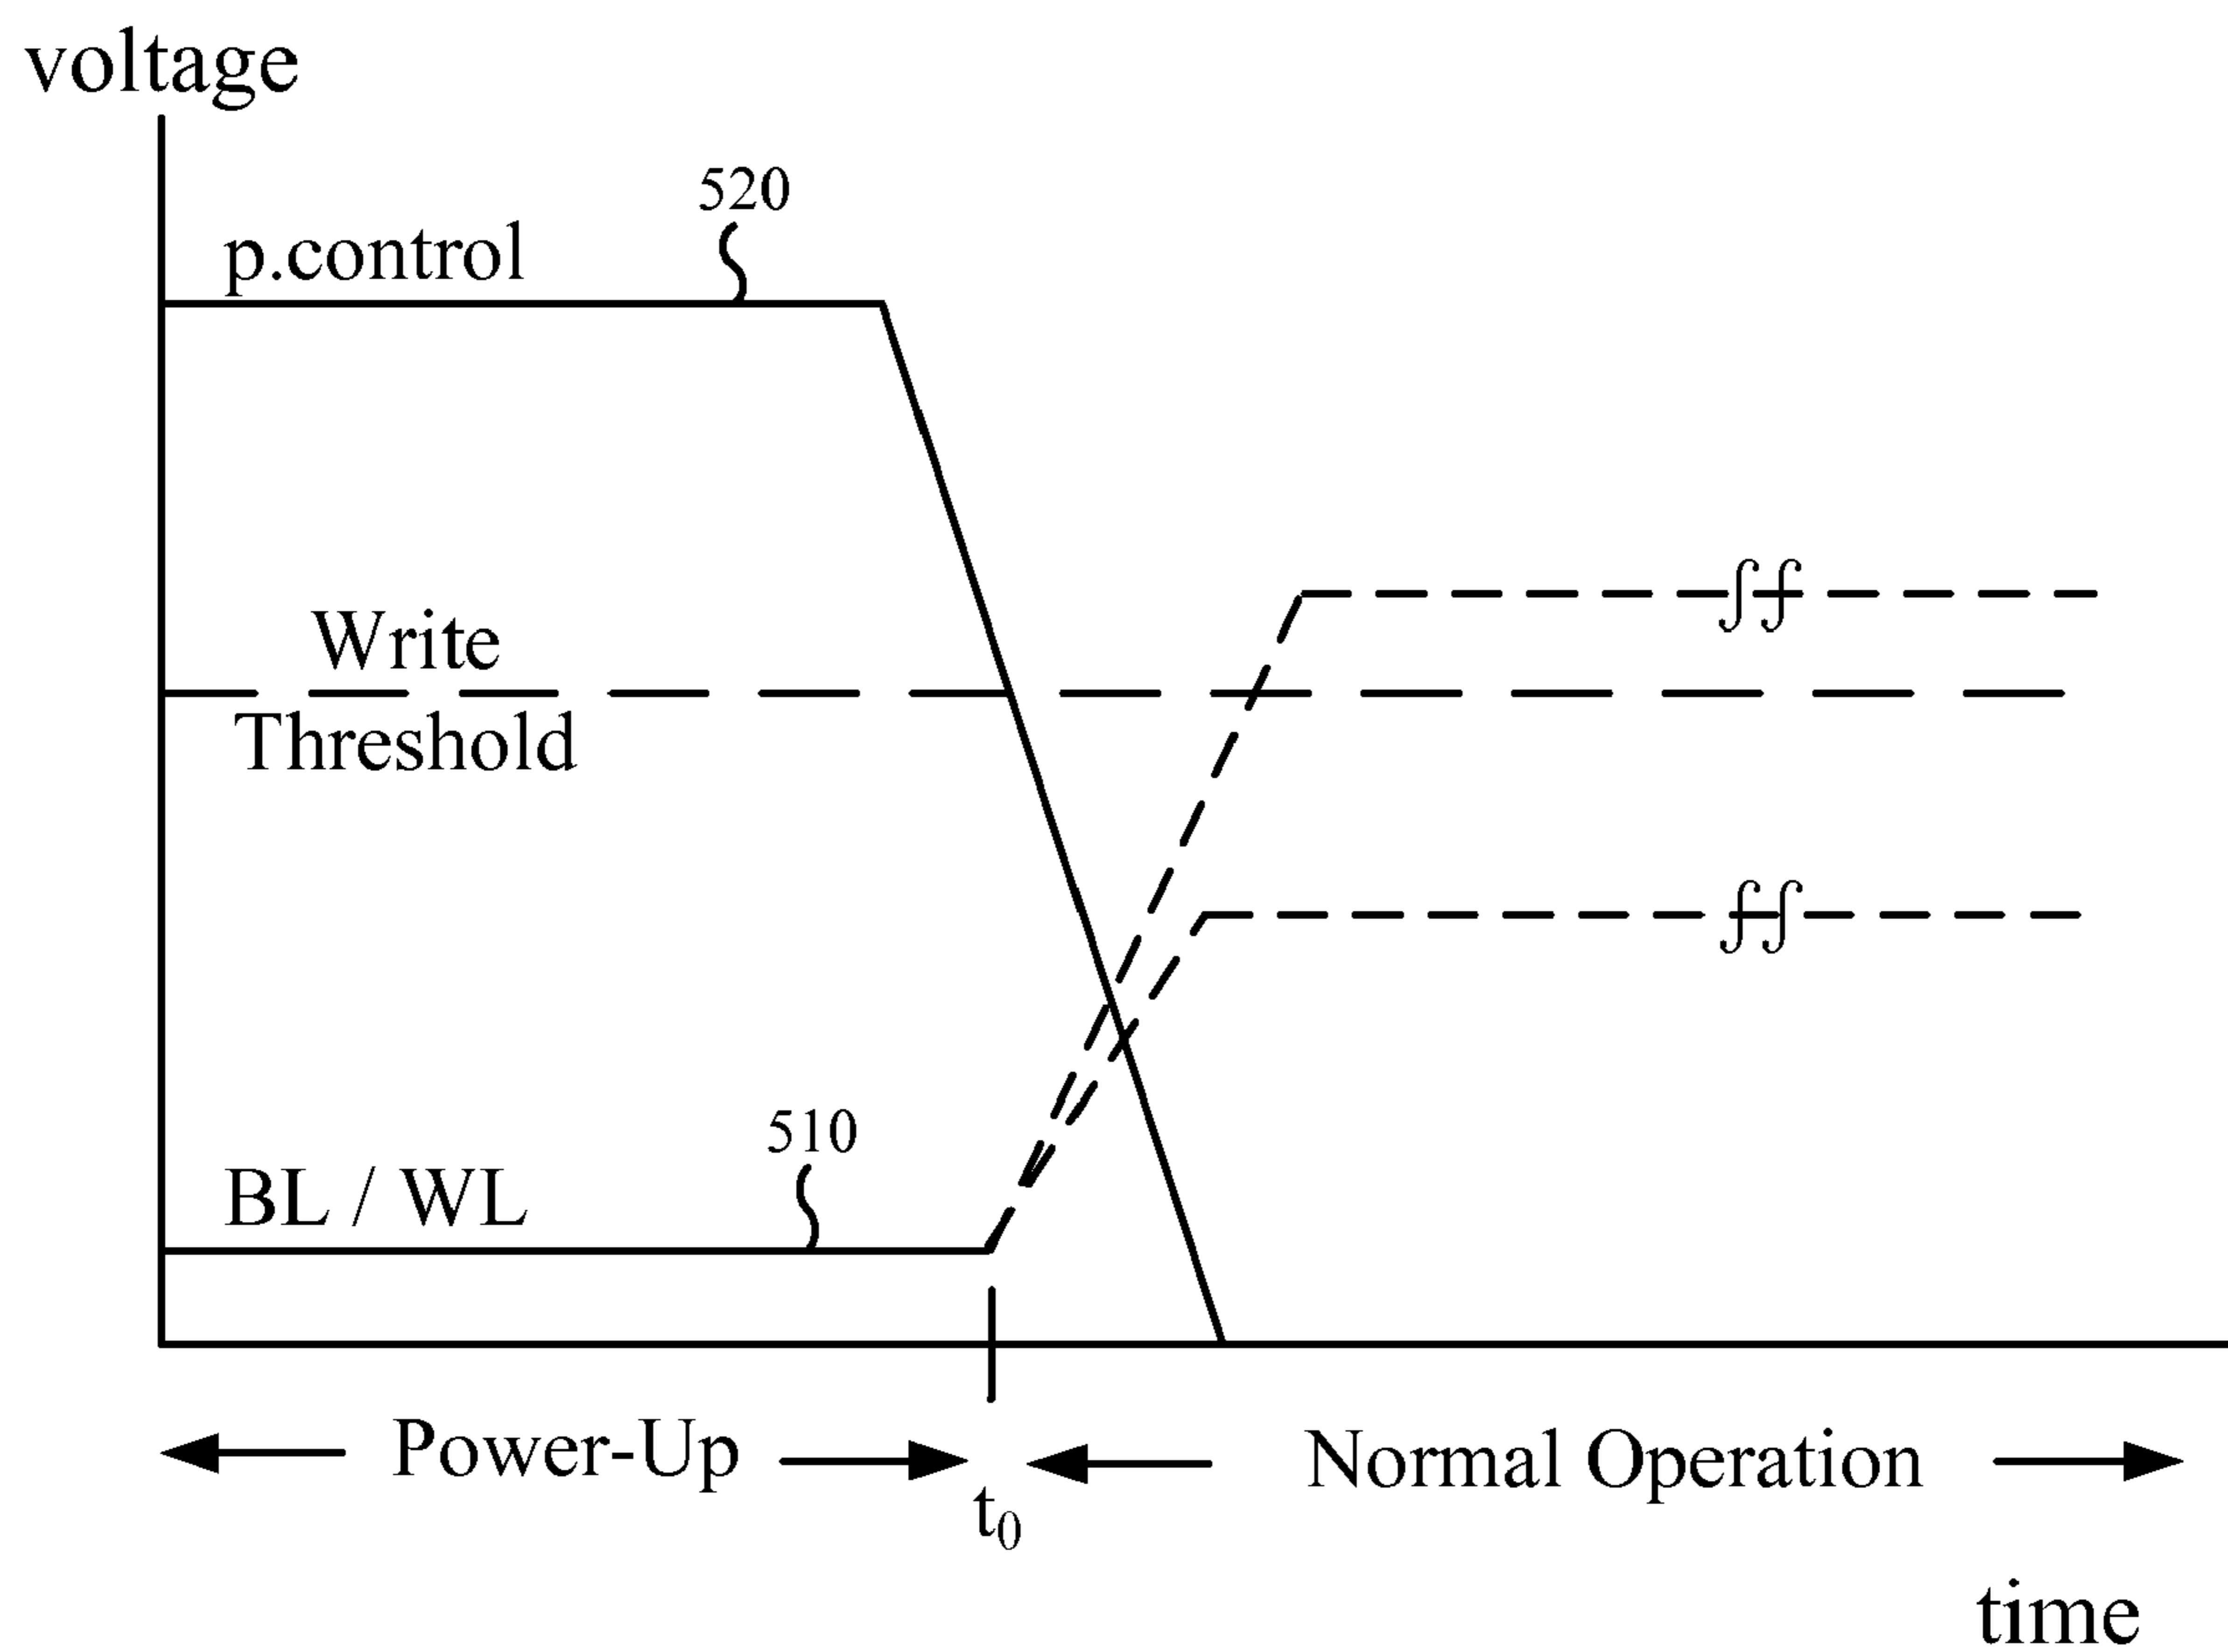 voltage
520
p.control
Write
Threshold
510
BL / WL
Power-Up
Normal Operation
t₀
time